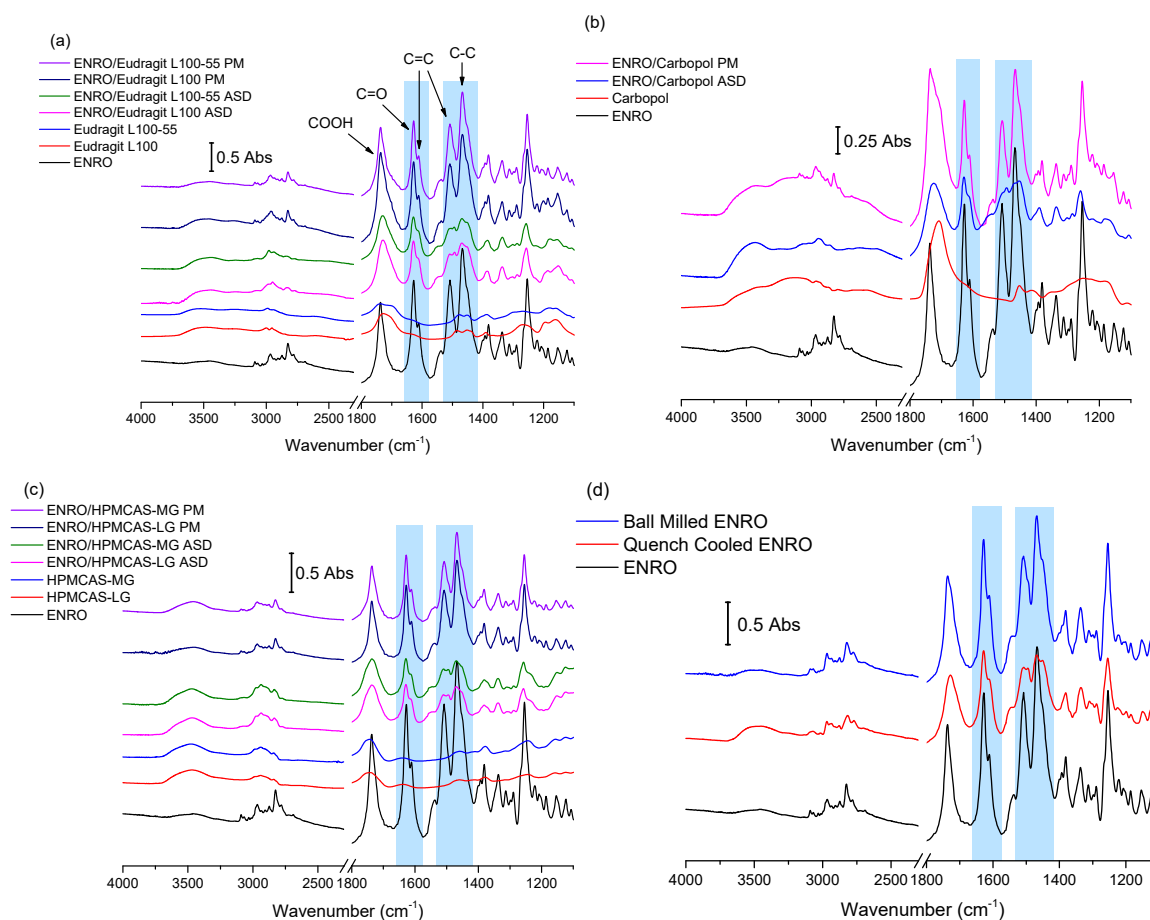 (a)
ENRO/Eudragit L100-55 PM
ENRO/Eudragit L100 PM
ENRO/Eudragit L100-55 ASD
ENRO/Eudragit L100 ASD
Eudragit L100-55
Eudragit L100
ENRO
0.5 Abs
COOH
C=O
C=C
C-C
4000 3500 3000 2500 1800 1600 1400 1200
Wavenumber (cm⁻¹)
(b)
ENRO/Carbopol PM
ENRO/Carbopol ASD
Carbopol
ENRO
0.25 Abs
4000 3500 3000 2500 1800 1600 1400 1200
Wavenumber (cm⁻¹)
(c)
ENRO/HPMCAS-MG PM
ENRO/HPMCAS-LG PM
ENRO/HPMCAS-MG ASD
ENRO/HPMCAS-LG ASD
HPMCAS-MG
HPMCAS-LG
ENRO
0.5 Abs
4000 3500 3000 2500 1800 1600 1400 1200
Wavenumber (cm⁻¹)
(d)
Ball Milled ENRO
Quench Cooled ENRO
ENRO
0.5 Abs
4000 3500 3000 2500 1800 1600 1400 1200
Wavenumber (cm⁻¹)